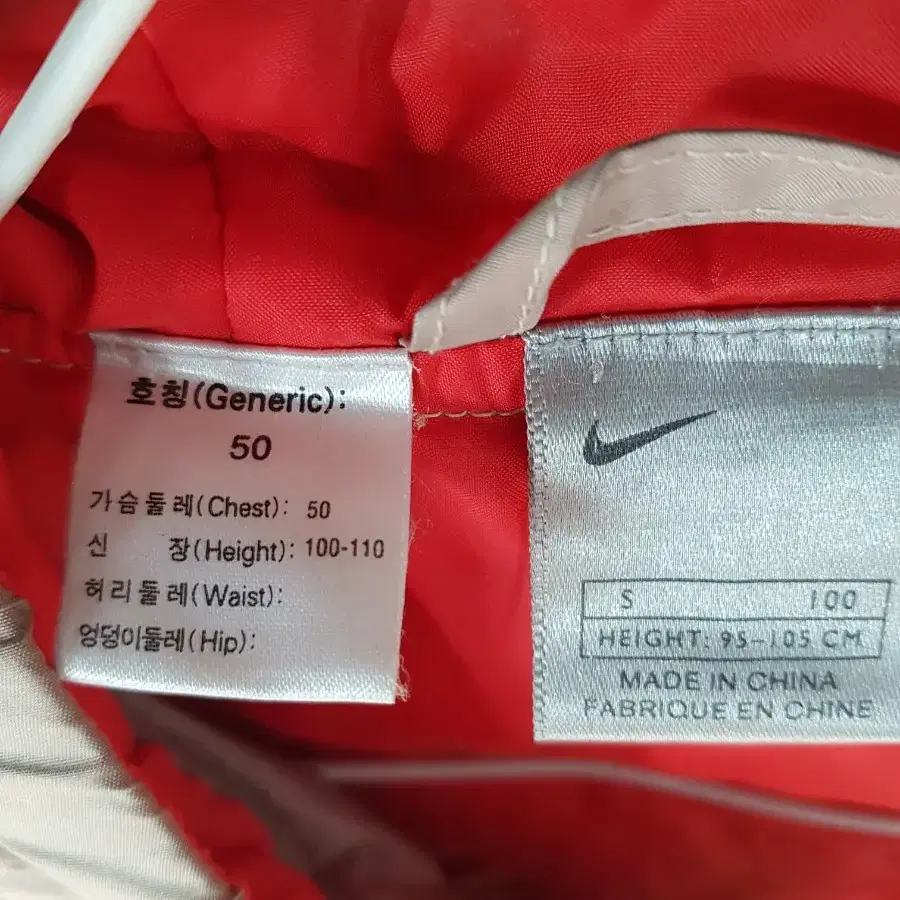 호칭(Generic):
50
가슴둘레(Chest): 50
신 장(Height): 100-110
허리둘레(Waist):
엉덩이둘레(Hip):
S 100
HEIGHT: 95-105 CM
MADE IN CHINA
FABRIQUE EN CHINE